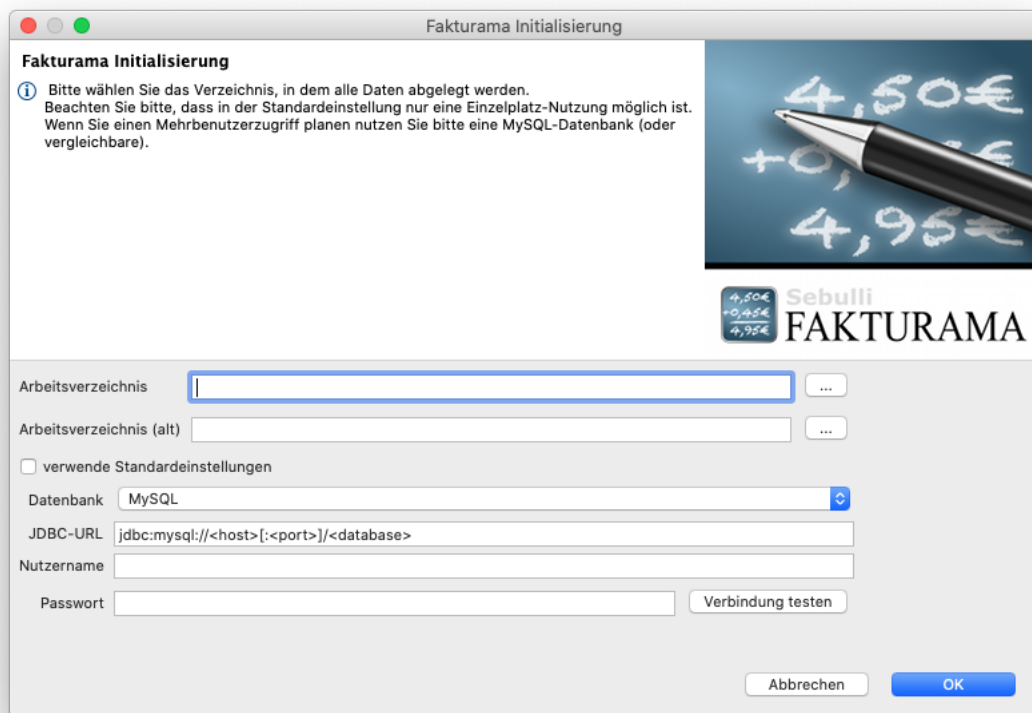 Fakturama Initialisierung
Fakturama Initialisierung
Bitte wählen Sie das Verzeichnis, in dem alle Daten abgelegt werden.
Beachten Sie bitte, dass in der Standardeinstellung nur eine Einzelplatz-Nutzung möglich ist.
Wenn Sie einen Mehrbenutzerzugriff planen nutzen Sie bitte eine MySQL-Datenbank (oder
vergleichbare).
4,50€
+0,
4,95€
4,50€
+0,45€
4,95€
Sebulli
FAKTURAMA
Arbeitsverzeichnis
...
Arbeitsverzeichnis (alt)
...
verwende Standardeinstellungen
Datenbank MySQL
JDBC-URL jdbc:mysql://<host>[:<port>]/<database>
Nutzername
Passwort Verbindung testen
Abbrechen OK